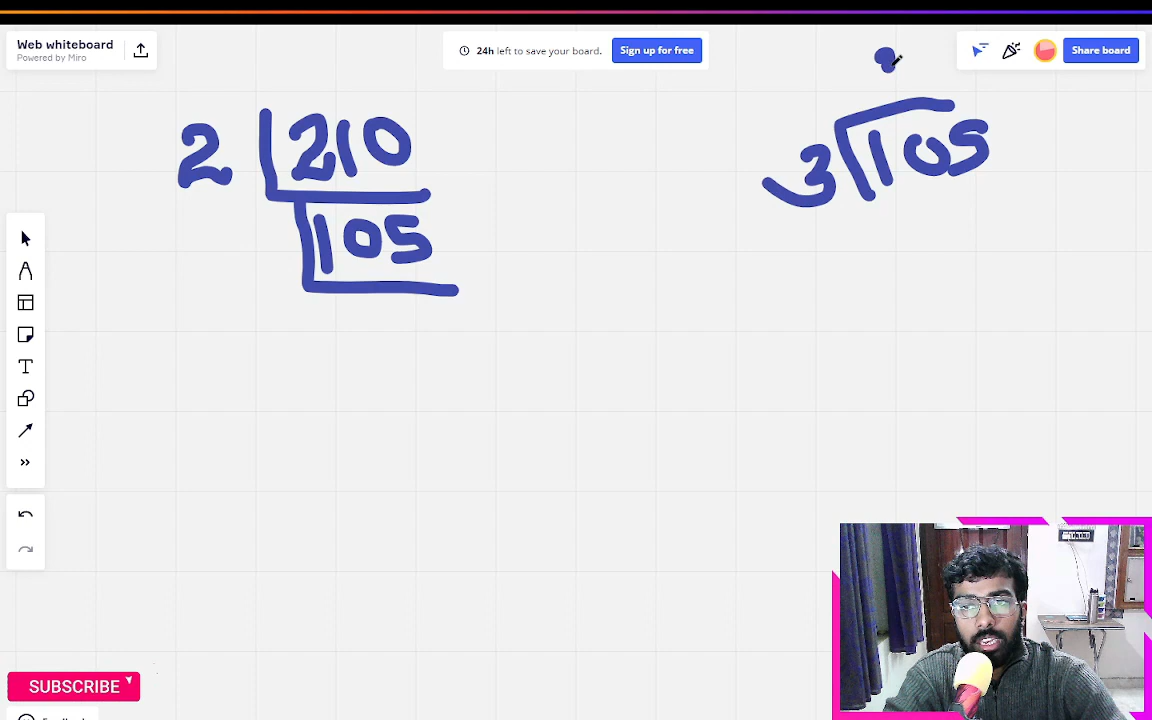 Web whiteboard
Powered by Miro
24h left to save your board.
Sign up for free
Share board
2 210
105
3 105
T
SUBSCRIBE